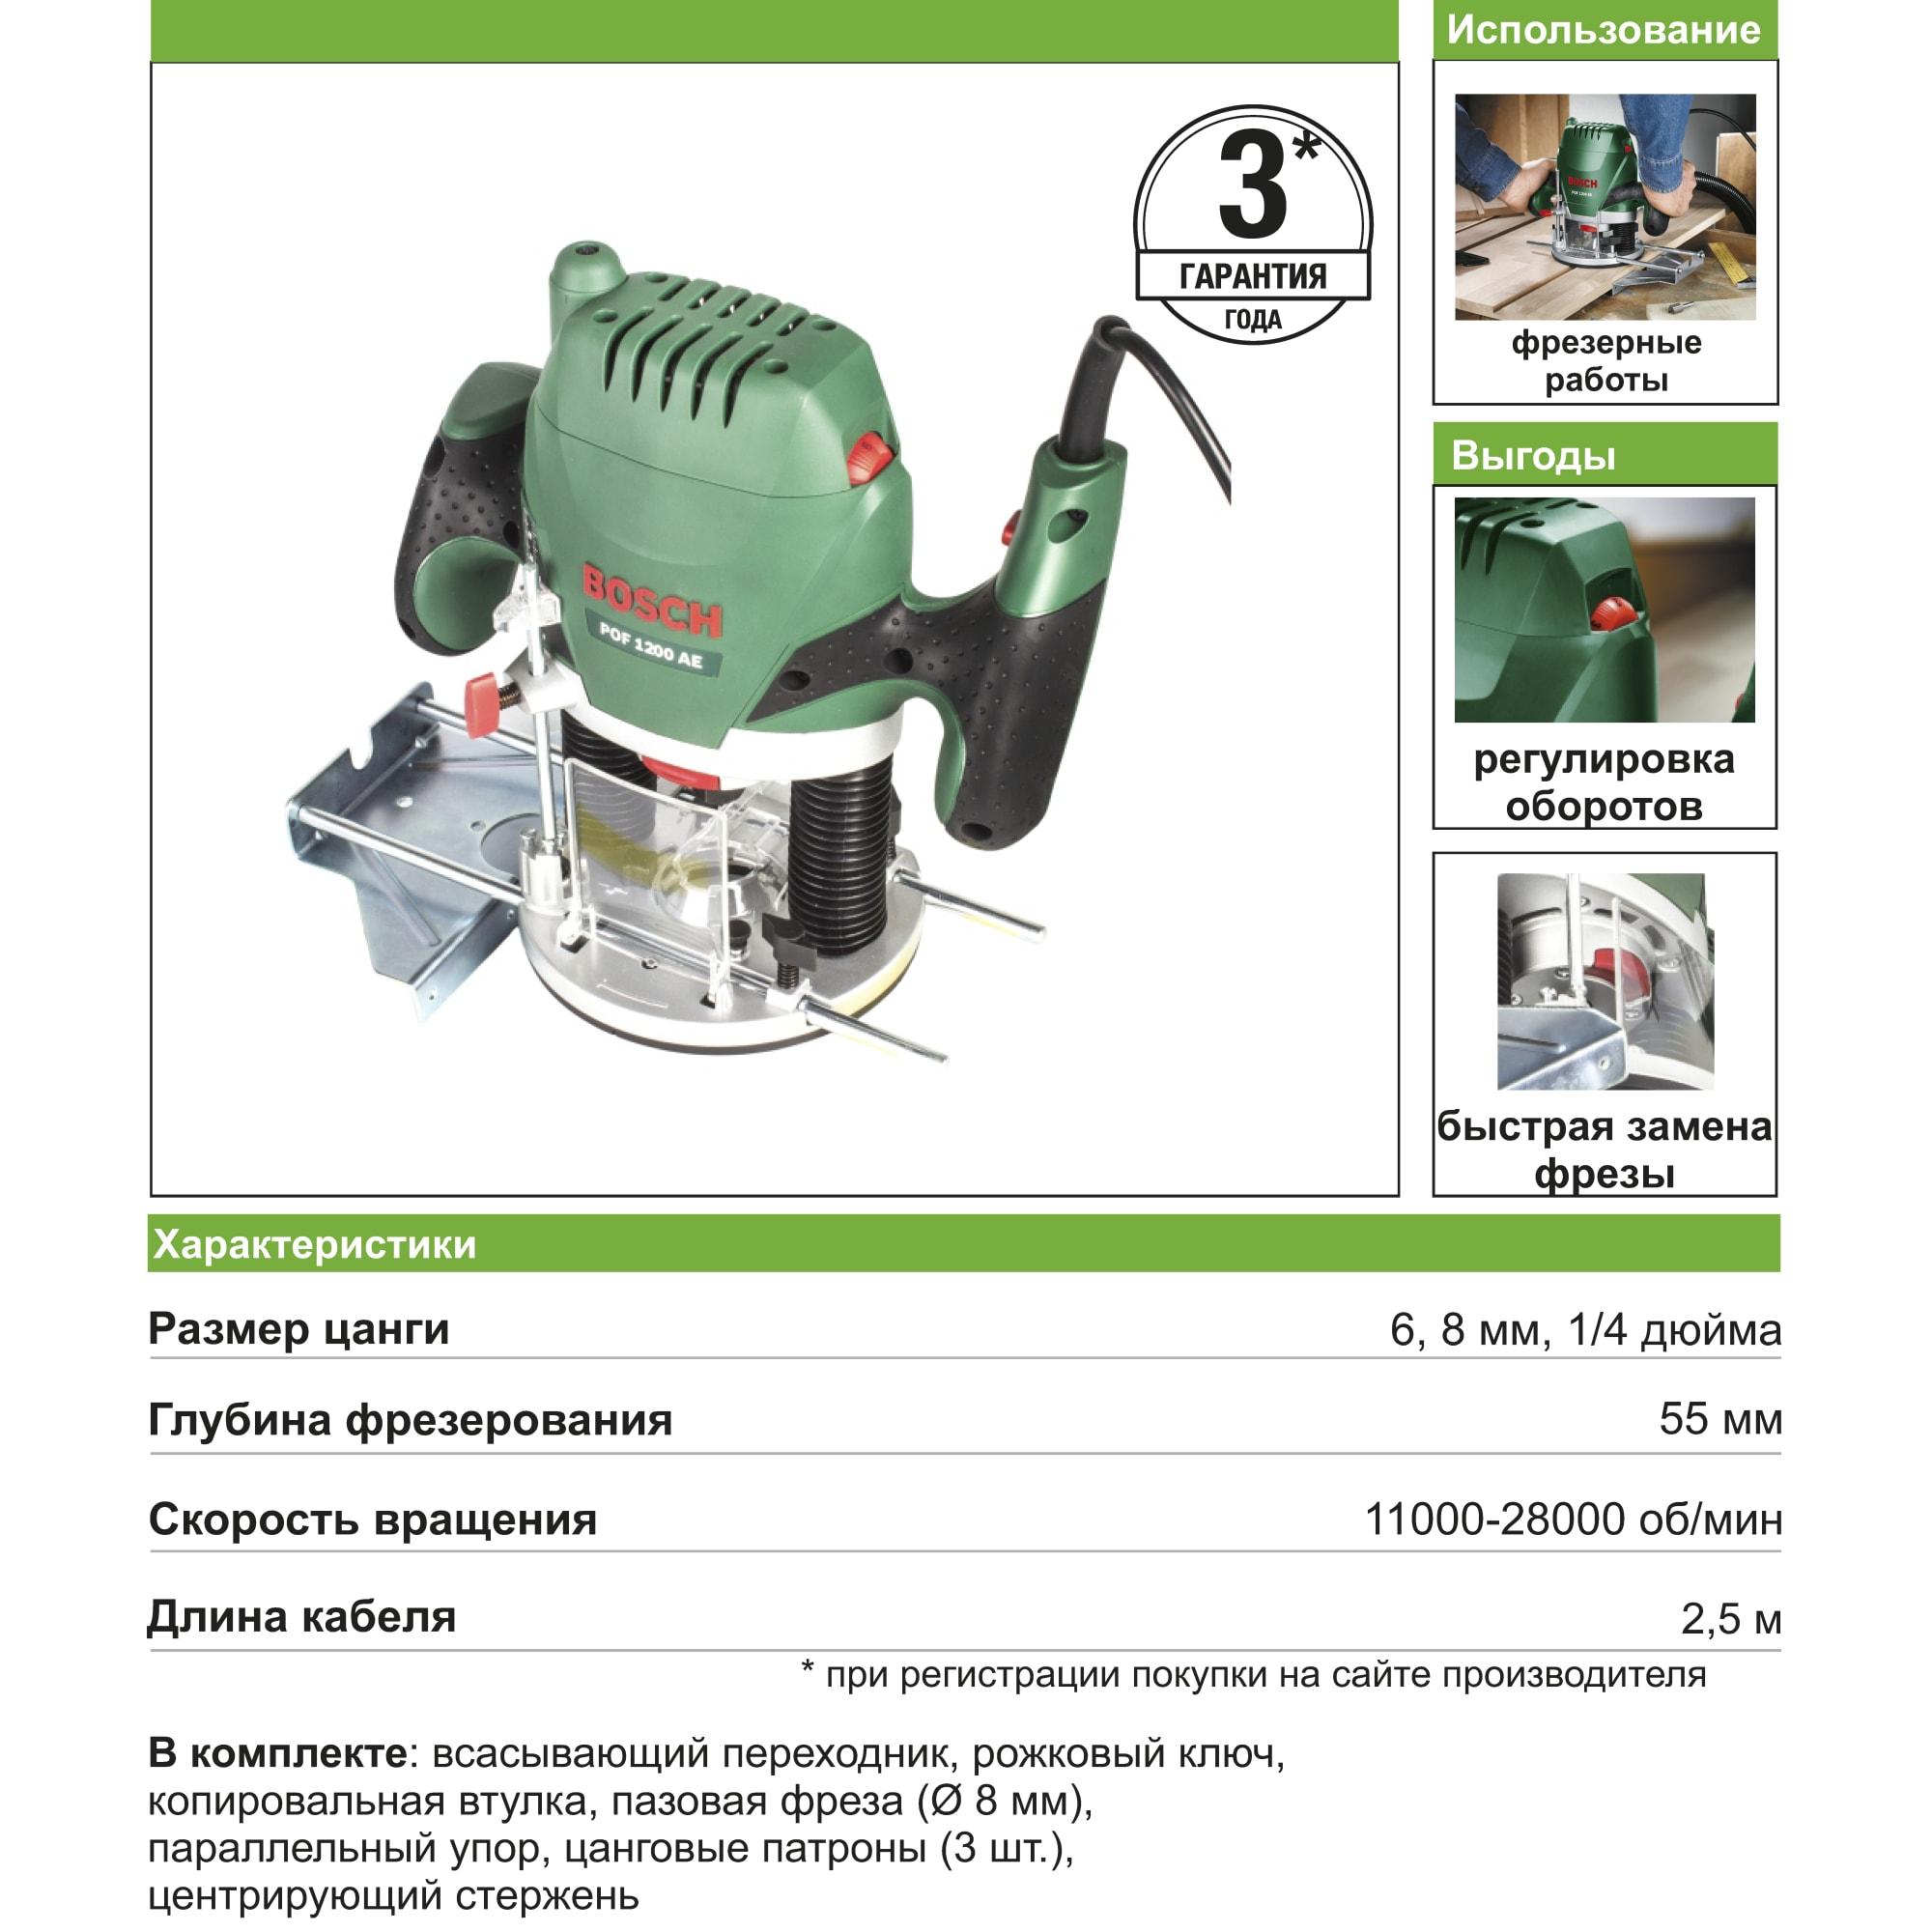 Использование
3*
ГАРАНТИЯ
ГОДА
BOSCH
POF 1200 AE
BOSCH
фрезерные
работы
Выгоды
регулировка
оборотов
быстрая замена
фрезы
Характеристики
Размер цанги 6, 8 мм, 1/4 дюйма
Глубина фрезерования 55 мм
Скорость вращения 11000-28000 об/мин
Длина кабеля 2,5 м
* при регистрации покупки на сайте производителя
В комплекте: всасывающий переходник, рожковый ключ,
копировальная втулка, пазовая фреза (Ø 8 мм),
параллельный упор, цанговые патроны (3 шт.),
центрирующий стержень